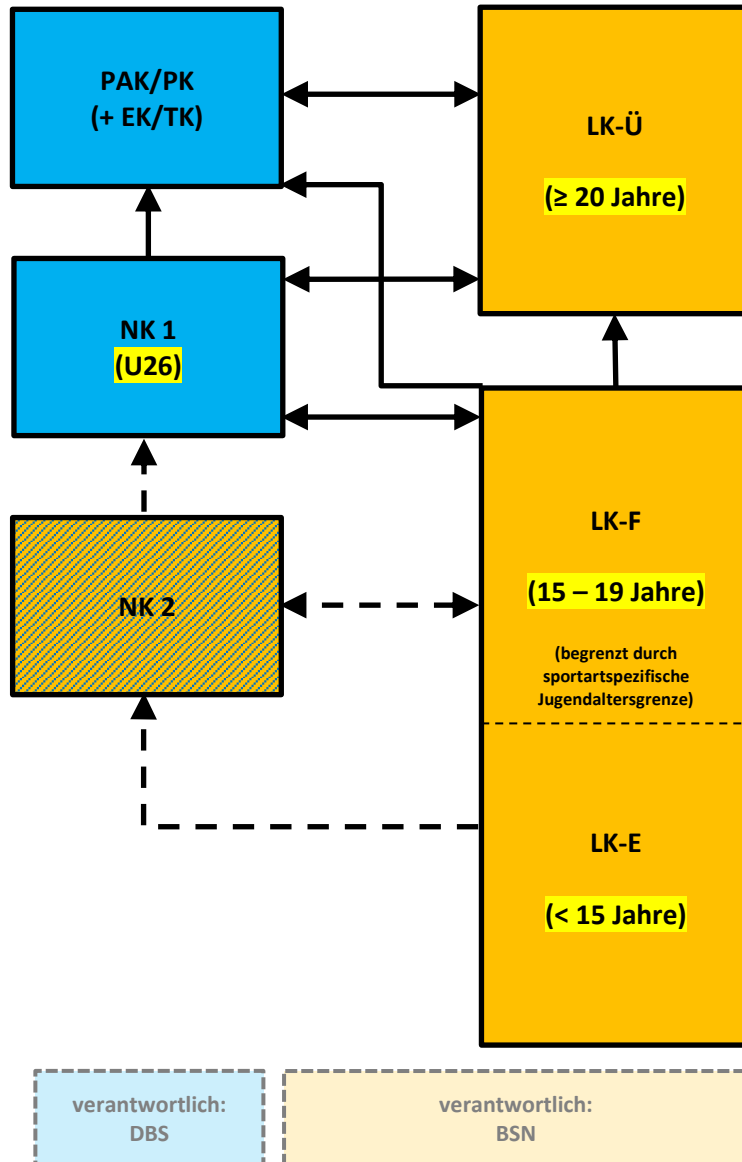 PAK/PK
(+ EK/TK)
LK-Ü
(≥ 20 Jahre)
NK 1
(U26)
LK-F
(15 – 19 Jahre)
(begrenzt durch
sportartspezifische
Jugendaltersgrenze)
NK 2
LK-E
(< 15 Jahre)
verantwortlich:
DBS
verantwortlich:
BSN